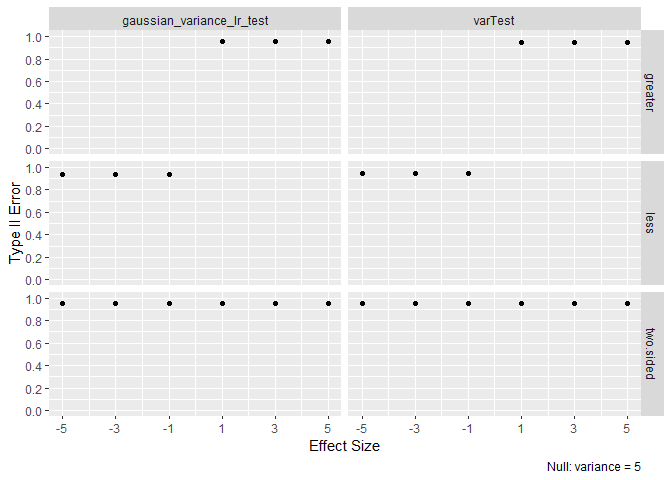 gaussian_variance_lr_test varTest
1.0
0.8
0.6
0.4
0.2
0.0
greater
1.0
0.8
0.6
0.4
0.2
0.0
less
1.0
0.8
0.6
0.4
0.2
0.0
two.sided
Type II Error
-5 -3 -1 1 3 5 -5 -3 -1 1 3 5
Effect Size
Null: variance = 5